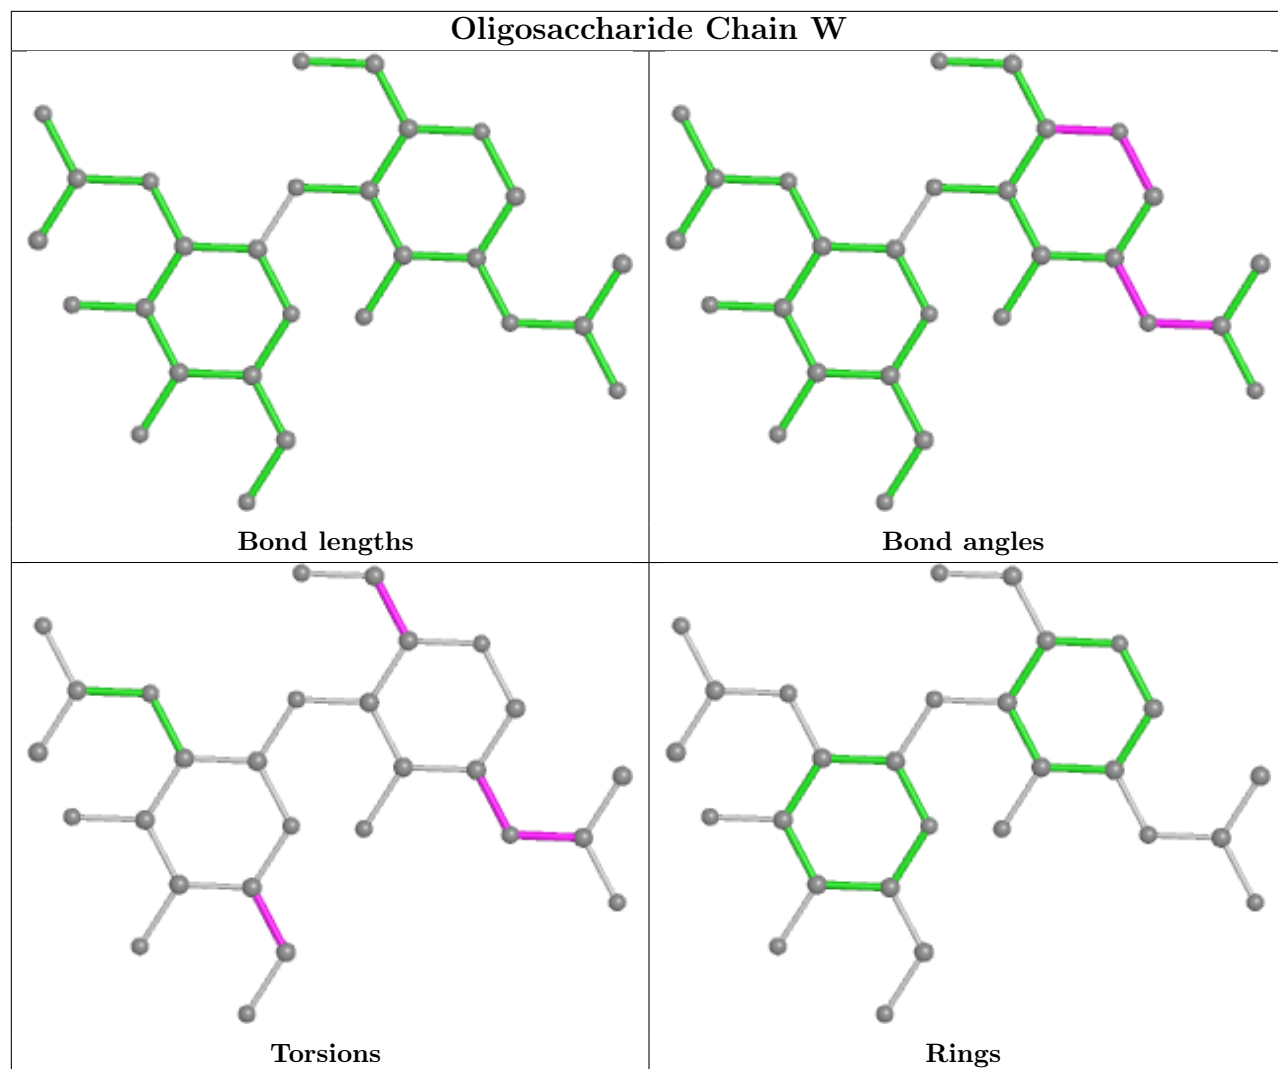 Oligosaccharide Chain W
Bond lengths
Bond angles
Torsions
Rings